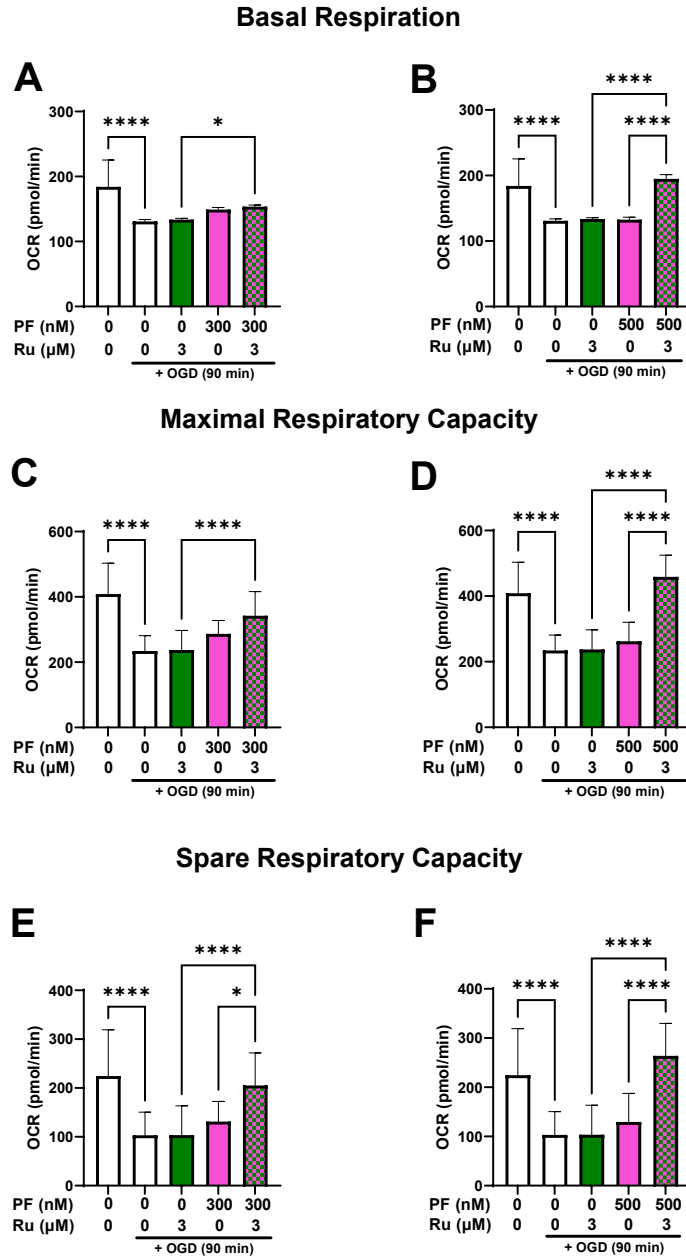 Basal Respiration
A
B
****
*
300
200
100
0
OCR (pmol/min)
PF (nM) 0 0 0 300 300
Ru (µM) 0 0 3 0 3
+ OGD (90 min)
****
**** ****
300
200
100
0
OCR (pmol/min)
PF (nM) 0 0 0 500 500
Ru (µM) 0 0 3 0 3
+ OGD (90 min)
Maximal Respiratory Capacity
C
D
**** ****
600
400
200
0
OCR (pmol/min)
PF (nM) 0 0 0 300 300
Ru (µM) 0 0 3 0 3
+ OGD (90 min)
****
**** ****
600
400
200
0
OCR (pmol/min)
PF (nM) 0 0 0 500 500
Ru (µM) 0 0 3 0 3
+ OGD (90 min)
Spare Respiratory Capacity
E
F
****
**** *
400
300
200
100
0
OCR (pmol/min)
PF (nM) 0 0 0 300 300
Ru (µM) 0 0 3 0 3
+ OGD (90 min)
****
**** ****
400
300
200
100
0
OCR (pmol/min)
PF (nM) 0 0 0 500 500
Ru (µM) 0 0 3 0 3
+ OGD (90 min)